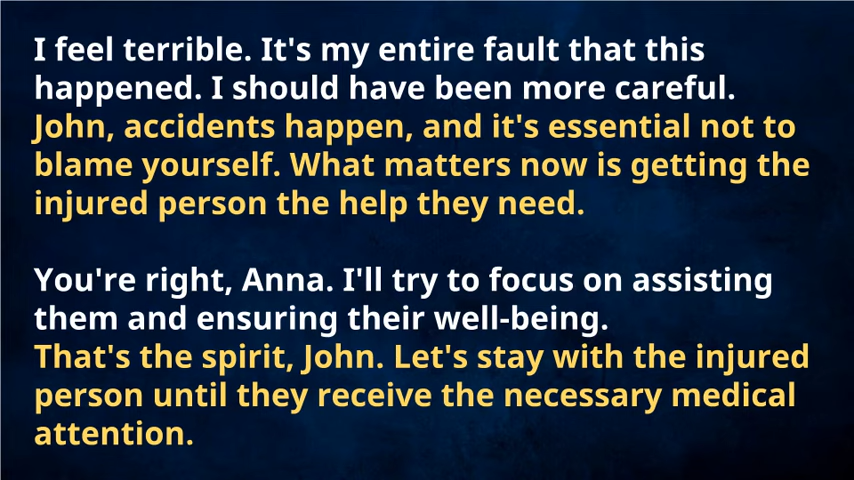 I feel terrible. It's my entire fault that this
happened. I should have been more careful.
John, accidents happen, and it's essential not to
blame yourself. What matters now is getting the
injured person the help they need.
You're right, Anna. I'll try to focus on assisting
them and ensuring their well-being.
That's the spirit, John. Let's stay with the injured
person until they receive the necessary medical
attention.